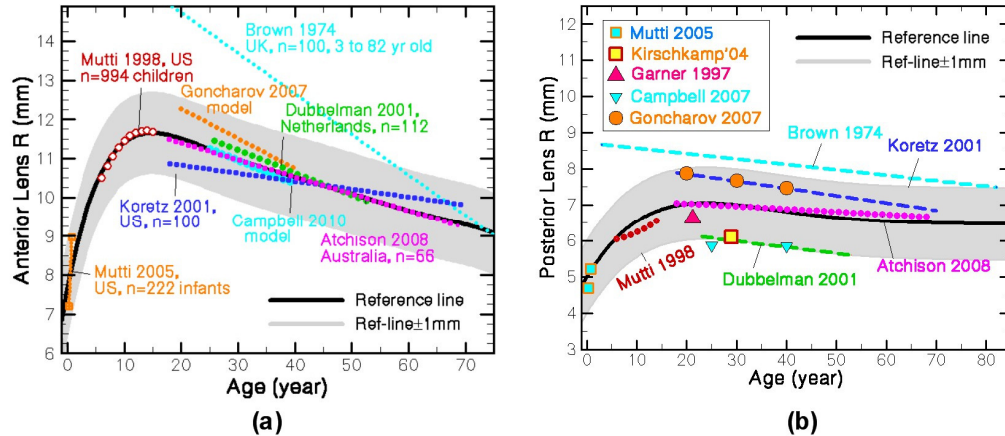 Anterior Lens R (mm)
14
13
12
11
10
9
8
7
6
Mutti 1998, US
n=994 children
Brown 1974
UK, n=100, 3 to 82 yr old
Goncharov 2007
model
Dubbelman 2001,
Netherlands, n=112
Koretz 2001,
US, n=100
Campbell 2010
model
Atchison 2008
Australia, n=66
Mutti 2005,
US, n=222 infants
Reference line
Ref-line±1mm
0 10 20 30 40 50 60 70
Age (year)
(a)
Posterior Lens R (mm)
12
11
10
9
8
7
6
5
4
3
Mutti 2005
Kirschkamp'04
Garner 1997
Campbell 2007
Goncharov 2007
Reference line
Ref-line±1mm
Brown 1974
Koretz 2001
Mutti 1998
Dubbelman 2001
Atchison 2008
0 10 20 30 40 50 60 70 80
Age (year)
(b)